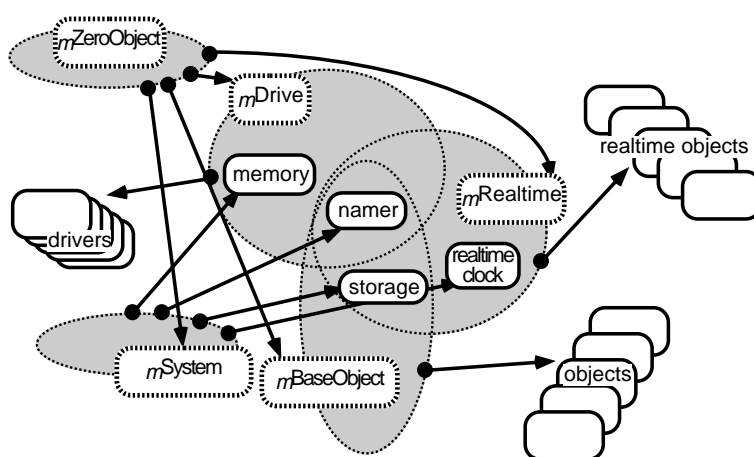 mZeroObject
mDrive
memory
realtime objects
mRealtime
namer
drivers
realtime
clock
storage
mSystem
mBaseObject
objects